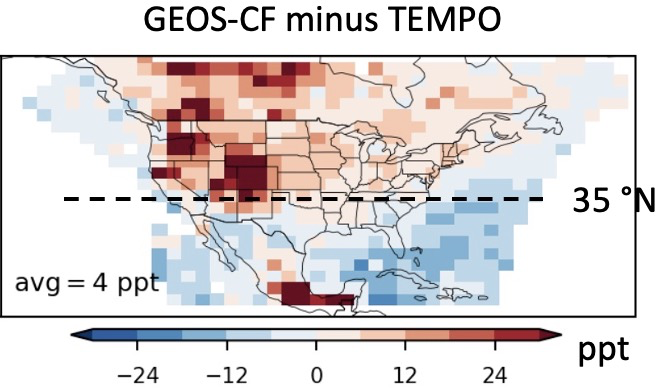 GEOS-CF minus TEMPO
35 °N
avg = 4 ppt
−24 −12 0 12 24
ppt